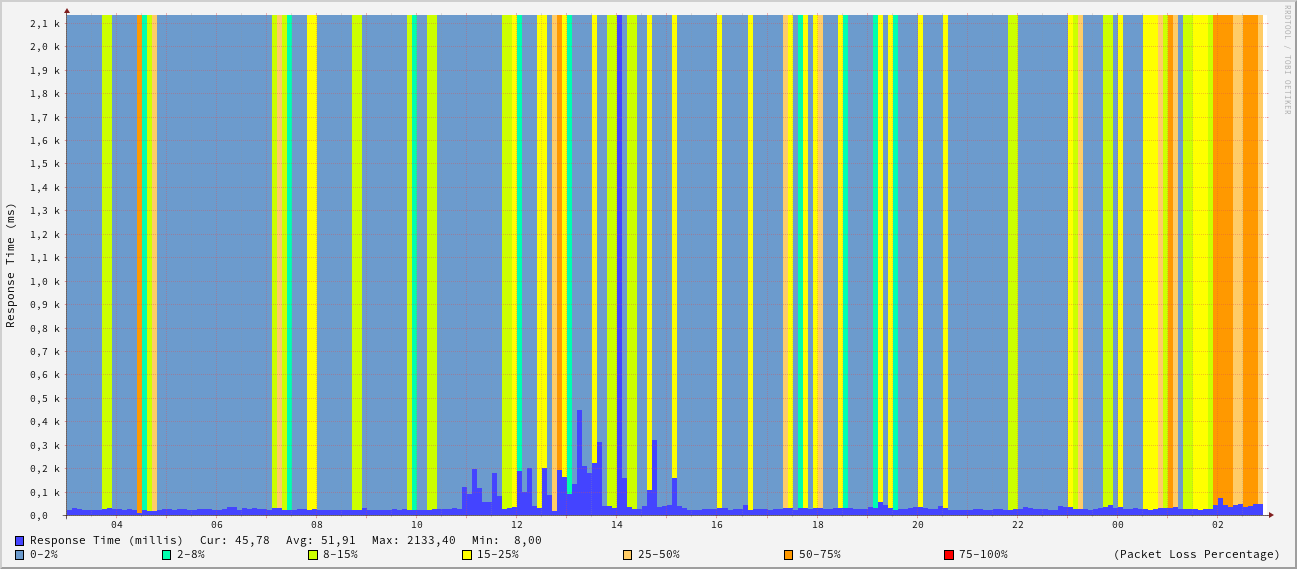 RRDTOOL / TOBI OETIKER
Response Time (ms)
2,1 k
2,0 k
1,9 k
1,8 k
1,7 k
1,6 k
1,5 k
1,4 k
1,3 k
1,2 k
1,1 k
1,0 k
0,9 k
0,8 k
0,7 k
0,6 k
0,5 k
0,4 k
0,3 k
0,2 k
0,1 k
0,0
04 06 08 10 12 14 16 18 20 22 00 02
Response Time (millis) Cur: 45,78 Avg: 51,91 Max: 2133,40 Min: 8,00
0-2% 2-8% 8-15% 15-25% 25-50% 50-75% 75-100% (Packet Loss Percentage)